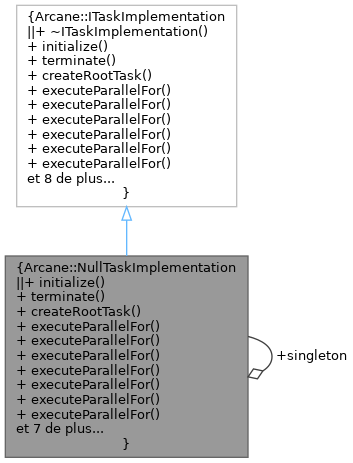 {Arcane::ITaskImplementation
||+ ~ITaskImplementation()
+ initialize()
+ terminate()
+ createRootTask()
+ executeParallelFor()
+ executeParallelFor()
+ executeParallelFor()
+ executeParallelFor()
+ executeParallelFor()
+ executeParallelFor()
et 8 de plus...
}
{Arcane::NullTaskImplementation
||+ initialize()
+ terminate()
+ createRootTask()
+ executeParallelFor()
+ executeParallelFor()
+ executeParallelFor()
+ executeParallelFor()
+ executeParallelFor()
+ executeParallelFor()
+ executeParallelFor()
et 7 de plus...
}
+singleton